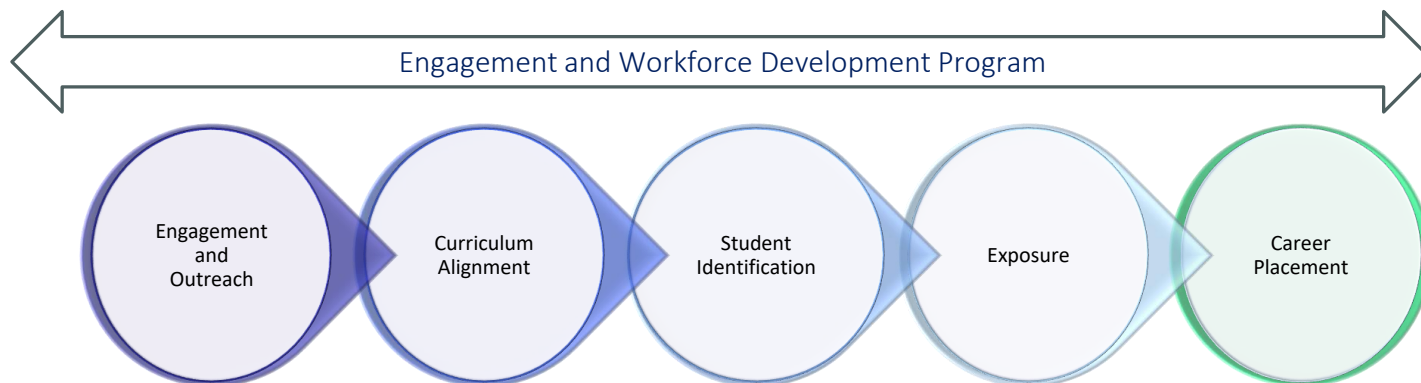 Engagement and Workforce Development Program
Engagement
and
Outreach
Curriculum
Alignment
Student
Identification
Exposure
Career
Placement